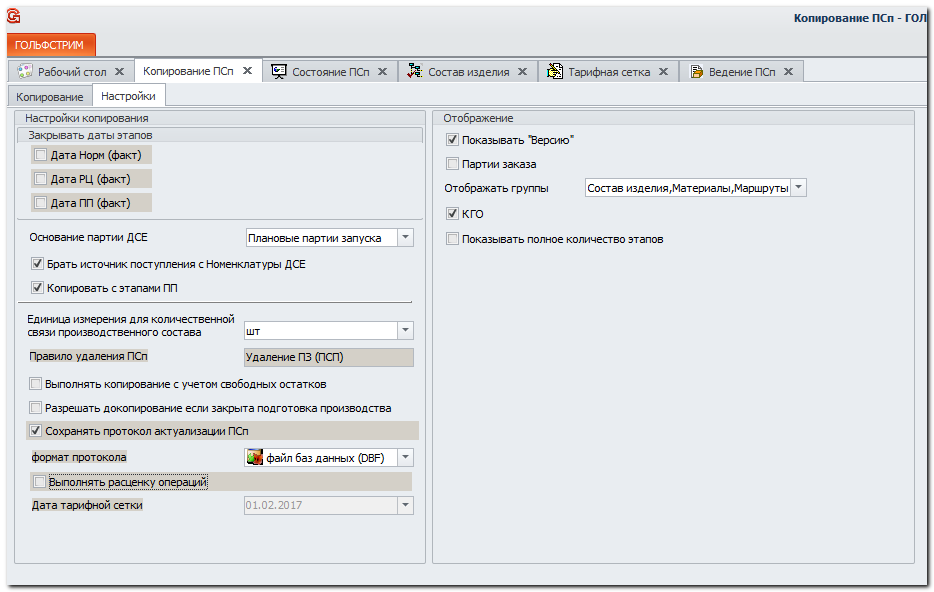 Копирование ПСп - ГОЛ
ГОЛЬФСТРИМ
Рабочий стол
Копирование ПСп
Состояние ПСп
Состав изделия
Тарифная сетка
Ведение ПСп
Копирование
Настройки
Настройки копирования
Закрывать даты этапов
Дата Норм (факт)
Дата РЦ (факт)
Дата ПП (факт)
Основание партии ДСЕ
Плановые партии запуска
Брать источник поступления с Номенклатуры ДСЕ
Копировать с этапами ПП
Единица измерения для количественной
связи производственного состава
шт
Правило удаления ПСп
Удаление ПЗ (ПСП)
Выполнять копирование с учетом свободных остатков
Разрешать докопирование если закрыта подготовка производства
Сохранять протокол актуализации ПСп
формат протокола
файл баз данных (DBF)
Выполнять расценку операций
Дата тарифной сетки
01.02.2017
Отображение
Показывать "Версию"
Партии заказа
Отображать группы
Состав изделия,Материалы,Маршруты
КГО
Показывать полное количество этапов